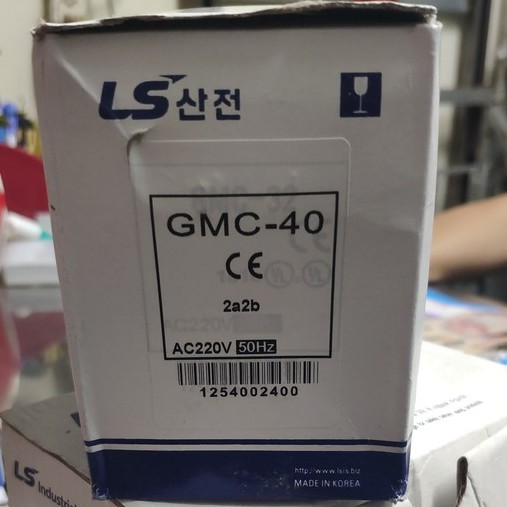 LS산전
GMC-40
CE
2a2b
AC220V 50Hz
1254002400
http://www.lsis.biz
MADE IN KOREA
LS Industrial